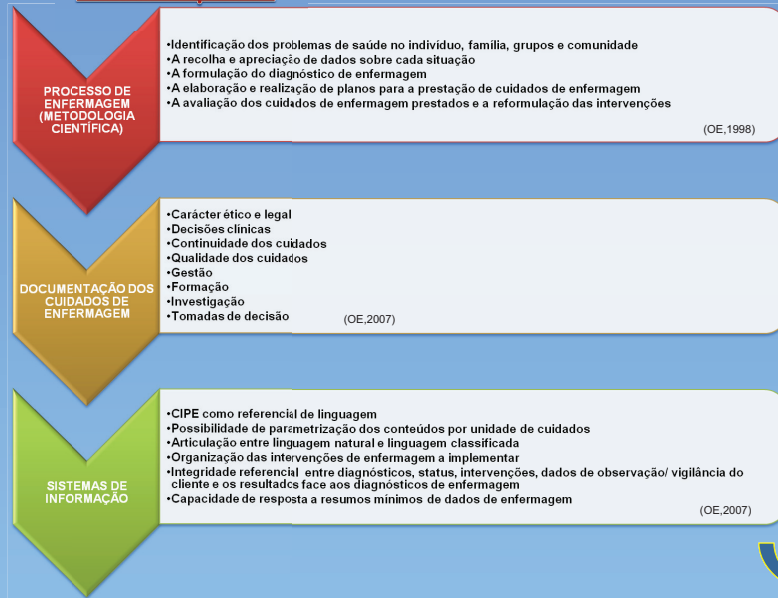 PROCESSO DE
ENFERMAGEM
(METODOLOGIA
CIENTÍFICA)
•Identificação dos problemas de saúde no indivíduo, família, grupos e comunidade
•A recolha e apreciação de dados sobre cada situação
•A formulação do diagnóstico de enfermagem
•A elaboração e realização de planos para a prestação de cuidados de enfermagem
•A avaliação dos cuidados de enfermagem prestados e a reformulação das intervenções
(OE,1998)
DOCUMENTAÇÃO DOS
CUIDADOS DE
ENFERMAGEM
•Carácter ético e legal
•Decisões clínicas
•Continuidade dos cuidados
•Qualidade dos cuidados
•Gestão
•Formação
•Investigação
•Tomadas de decisão
(OE,2007)
SISTEMAS DE
INFORMAÇÃO
•CIPE como referencial de linguagem
•Possibilidade de parametrização dos conteúdos por unidade de cuidados
•Articulação entre linguagem natural e linguagem classificada
•Organização das intervenções de enfermagem a implementar
•Integridade referencial entre diagnósticos, status, intervenções, dados de observação/ vigilância do
cliente e os resultados face aos diagnósticos de enfermagem
•Capacidade de resposta a resumos mínimos de dados de enfermagem
(OE,2007)